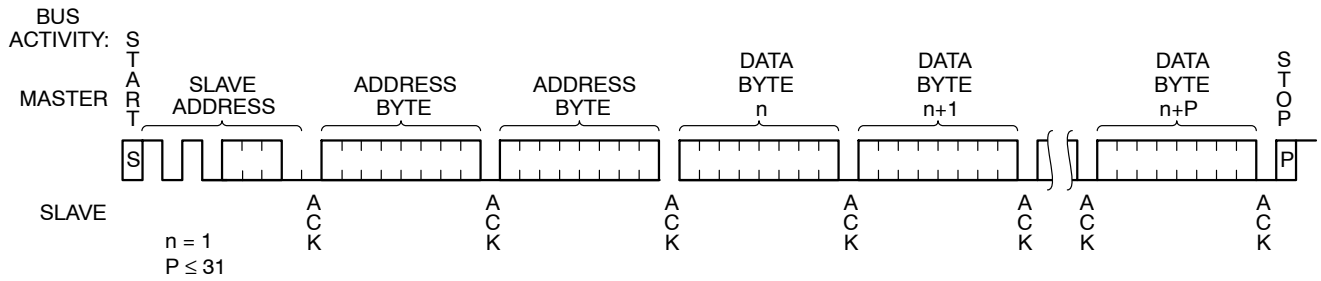 BUS
ACTIVITY:
MASTER
START
SLAVE
ADDRESS
ADDRESS
BYTE
ADDRESS
BYTE
DATA
BYTE
n
DATA
BYTE
n+1
DATA
BYTE
n+P
STOP
S
P
SLAVE
ACK
ACK
ACK
ACK
ACK
ACK
ACK
n = 1
P ≤ 31